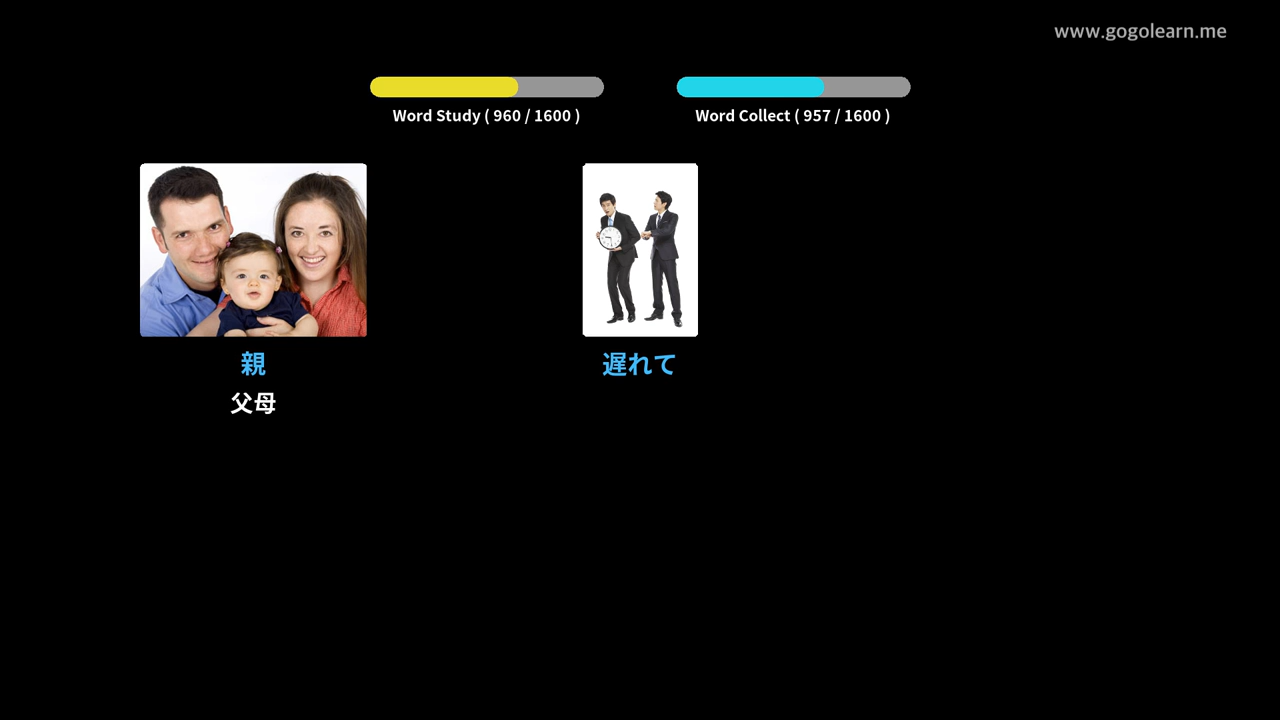 www.gogolearn.me
Word Study ( 960 / 1600 )
Word Collect ( 957 / 1600 )
親
遅れて
父母